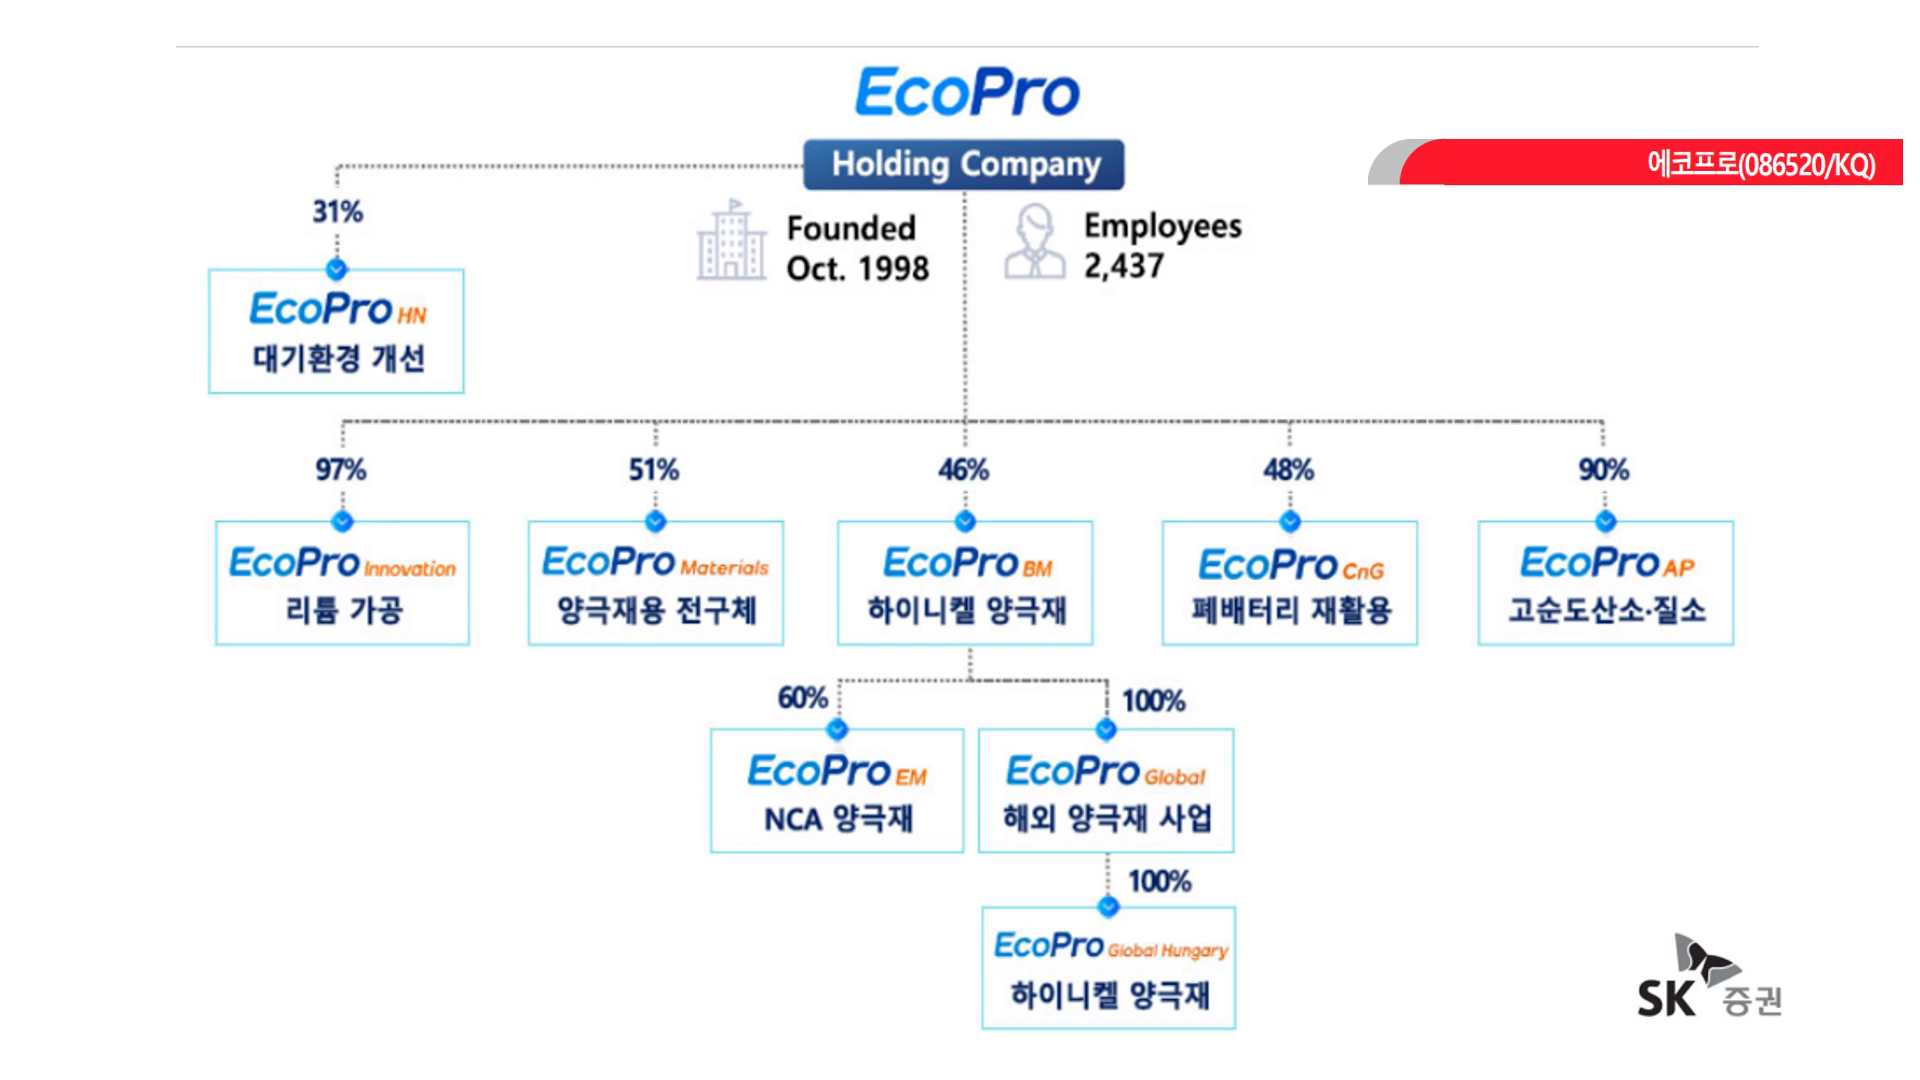 EcoPro
Holding Company
에코프로(086520/KQ)
Founded
Oct. 1998
Employees
2,437
31%
EcoPro HN
대기환경 개선
97%
51%
46%
48%
90%
EcoPro Innovation
리튬 가공
EcoPro Materials
양극재용 전구체
EcoPro BM
하이니켈 양극재
EcoPro CnG
폐배터리 재활용
EcoPro AP
고순도산소·질소
60%
100%
EcoPro EM
NCA 양극재
EcoPro Global
해외 양극재 사업
100%
EcoPro Global Hungary
하이니켈 양극재
SK 증권